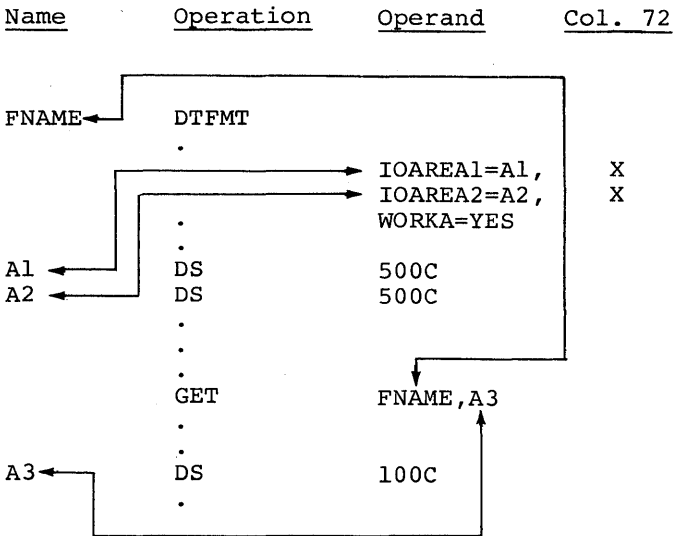 Name Operation Operand Col. 72
FNAME DTFMT
.
IOAREA1=A1, X
IOAREA2=A2, X
. WORKA=YES
.
A1 DS 500C
A2 DS 500C
.
.
.
GET FNAME,A3
.
.
A3 DS 100C
.